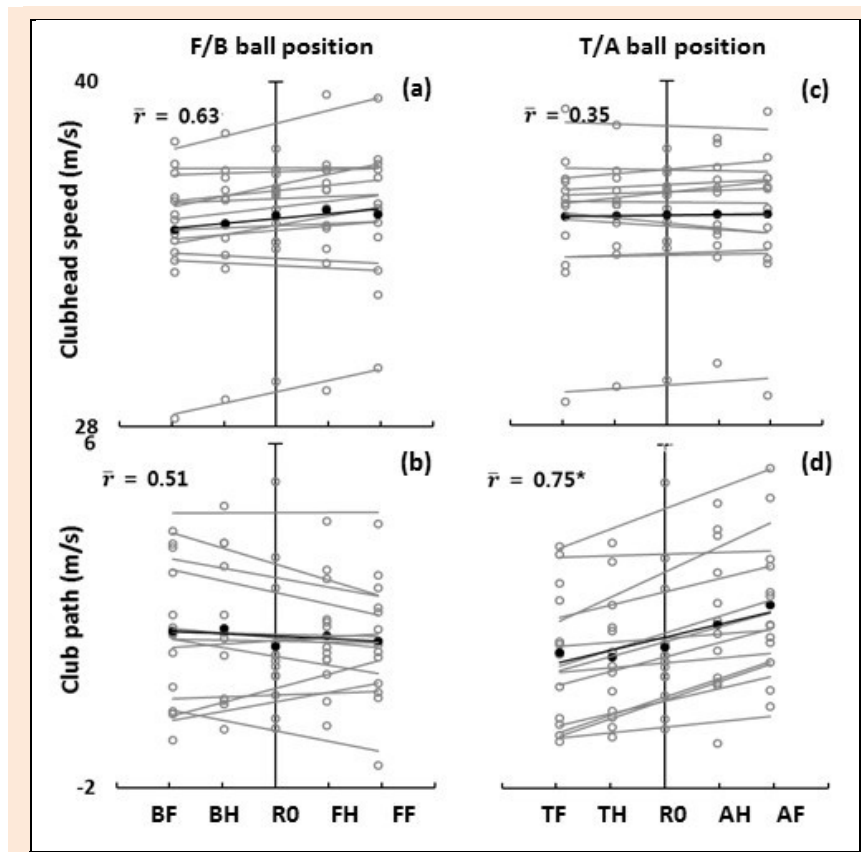 F/B ball position
T/A ball position
40
(a)
(c)
r̄ = 0.63
r̄ = 0.35
Clubhead speed (m/s)
28
6
(b)
(d)
r̄ = 0.51
r̄ = 0.75*
Club path (m/s)
-2
BF BH R0 FH FF
TF TH R0 AH AF